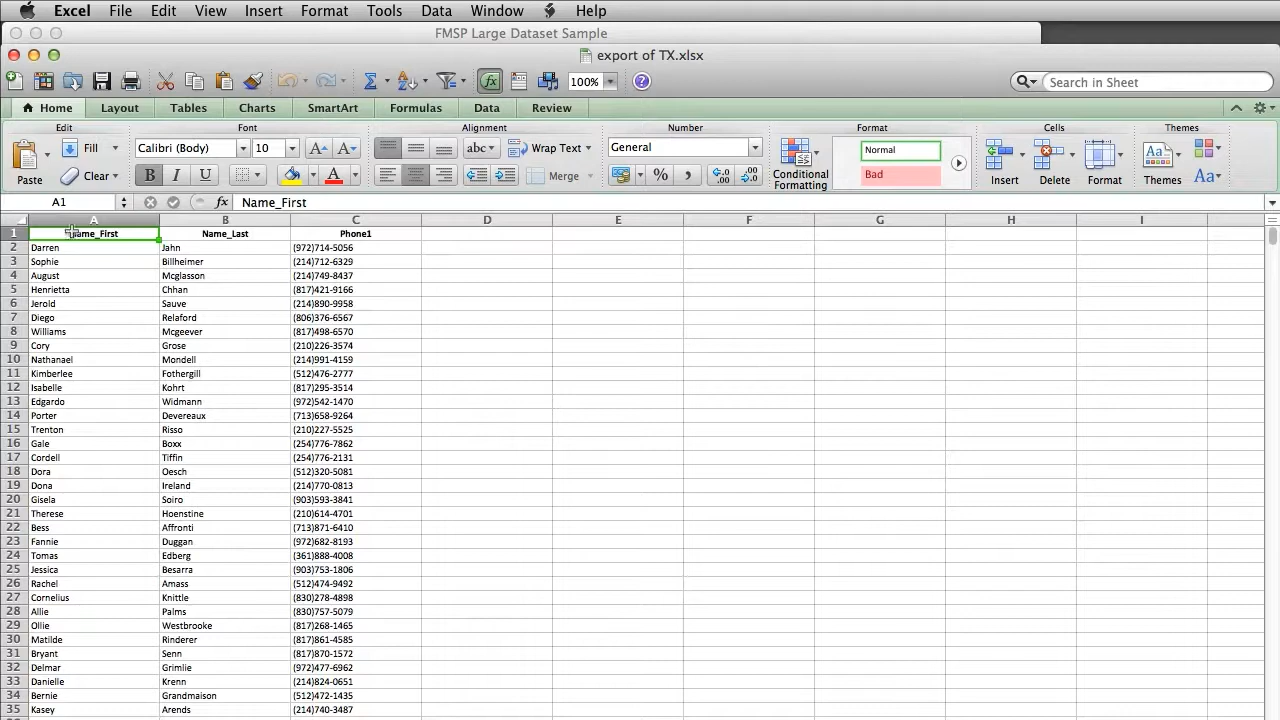 Excel File Edit View Insert Format Tools Data Window Help
FMSP Large Dataset Sample
export of TX.xlsx
100% Search in Sheet
Home Layout Tables Charts SmartArt Formulas Data Review
Edit Font Alignment Number Format Cells Themes
Fill Calibri (Body) 10 abc Wrap Text General Normal
Paste Clear B I U Merge % Conditional Formatting Bad Insert Delete Format Themes Aa
A1 fx Name_First
A B C D E F G H I
1 Name_First Name_Last Phone1
2 Darren Jahn (972)714-5056
3 Sophie Billheimer (214)712-6329
4 August Mcglasson (214)749-8437
5 Henrietta Chhan (817)421-9166
6 Jerold Sauve (214)890-9958
7 Diego Relaford (806)376-6567
8 Williams Mcgeever (817)498-6570
9 Cory Grose (210)226-3574
10 Nathanael Mondell (214)991-4159
11 Kimberlee Fothergill (512)476-2777
12 Isabelle Kohrt (817)295-3514
13 Edgardo Widmann (972)542-1470
14 Porter Devereaux (713)658-9264
15 Trenton Risso (210)227-5525
16 Gale Boxx (254)776-7862
17 Cordell Tiffin (254)776-2131
18 Dora Oesch (512)320-5081
19 Dona Ireland (214)770-0813
20 Gisela Soiro (903)593-3841
21 Therese Hoenstine (210)614-4701
22 Bess Affronti (713)871-6410
23 Fannie Duggan (972)682-8193
24 Tomas Edberg (361)888-4008
25 Jessica Besarra (903)753-1806
26 Rachel Amass (512)474-9492
27 Cornelius Knittle (830)278-4898
28 Allie Palms (830)757-5079
29 Ollie Westbrooke (817)268-1465
30 Matilde Rinderer (817)861-4585
31 Bryant Senn (817)870-1572
32 Delmar Grimlie (972)477-6962
33 Danielle Krenn (214)824-0651
34 Bernie Grandmaison (512)472-1435
35 Kasey Arends (214)740-3487